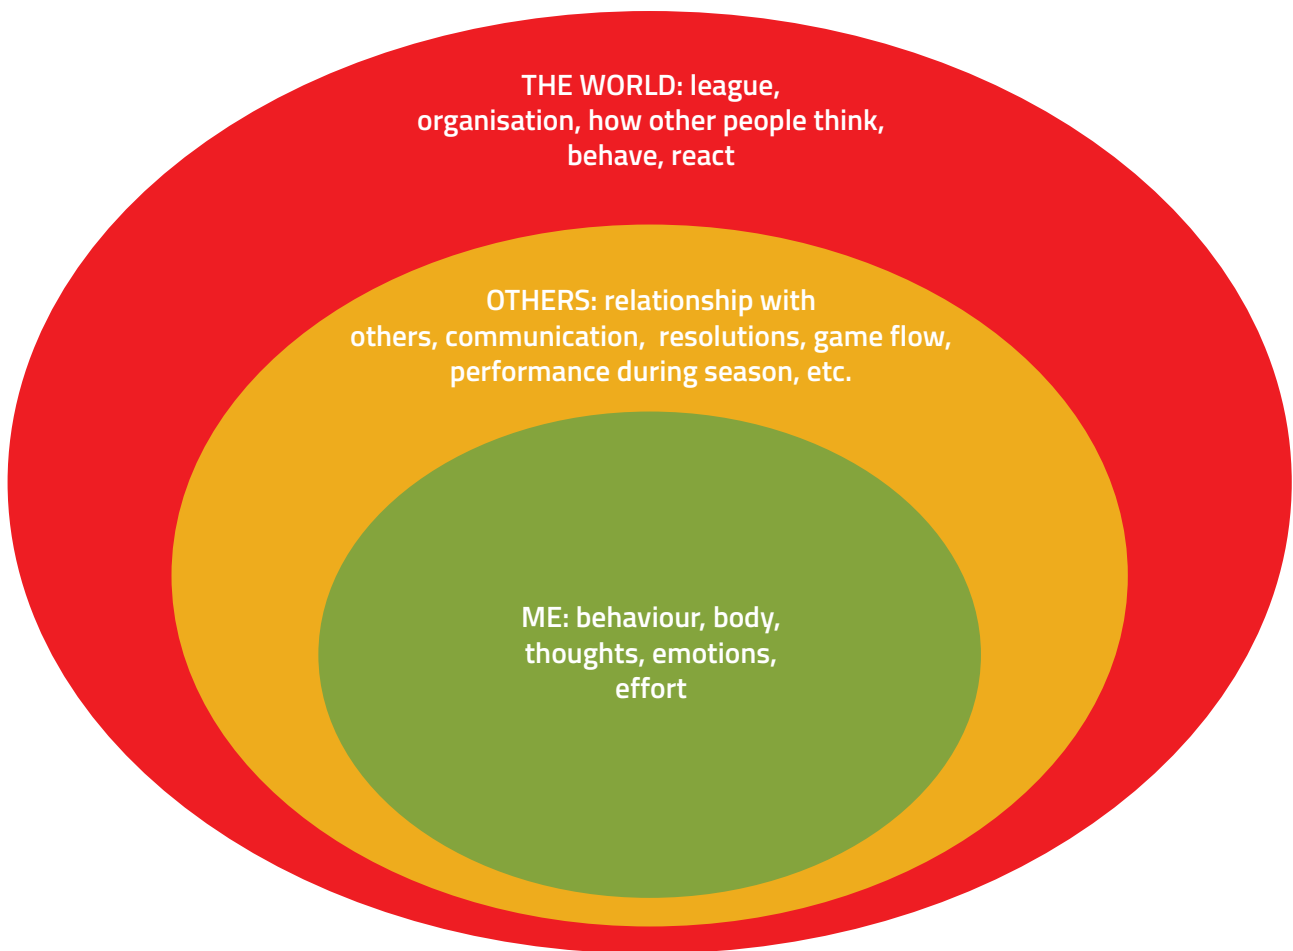 THE WORLD: league,
organisation, how other people think,
behave, react
OTHERS: relationship with
others, communication,  resolutions, game flow,
performance during season, etc.
ME: behaviour, body,
thoughts, emotions,
effort